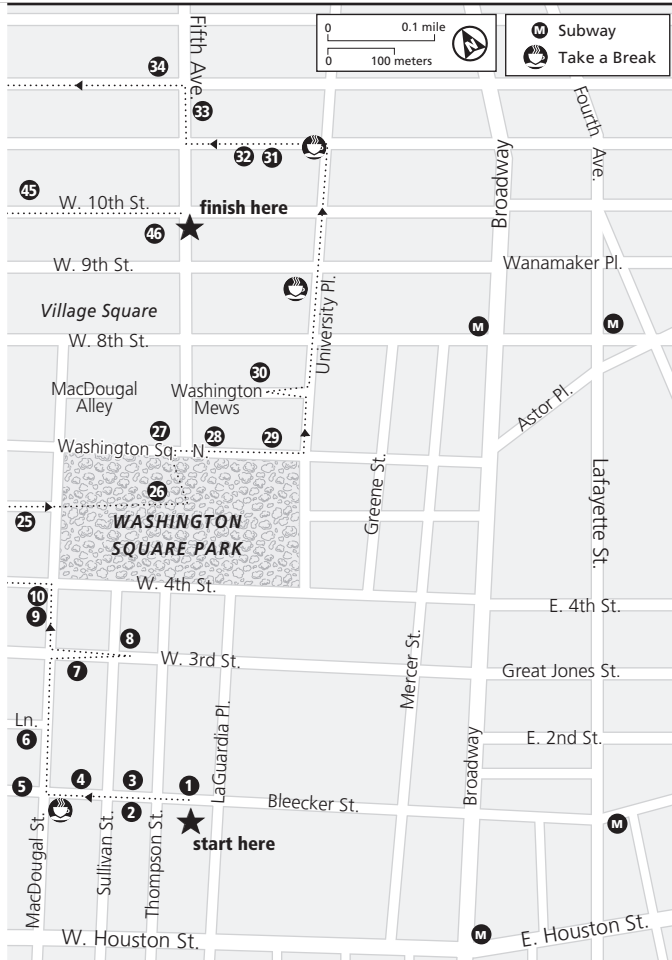 0 0.1 mile
0 100 meters
N
M Subway
Take a Break
34
Fifth Ave.
33
Fourth Ave.
32 31
Broadway
45
W. 10th St.
finish here
46
W. 9th St.
Wanamaker Pl.
Village Square
University Pl.
M
M
W. 8th St.
30
MacDougal
Alley
Washington
Mews
Astor Pl.
27
28
29
Washington Sq. N.
Greene St.
Lafayette St.
26
25
WASHINGTON
SQUARE PARK
W. 4th St.
10
9
E. 4th St.
8
W. 3rd St.
7
Mercer St.
Great Jones St.
Ln.
6
LaGuardia Pl.
Broadway
E. 2nd St.
5
4
3
1
2
Bleecker St.
M
start here
MacDougal St.
Sullivan St.
Thompson St.
W. Houston St.
M
E. Houston St.